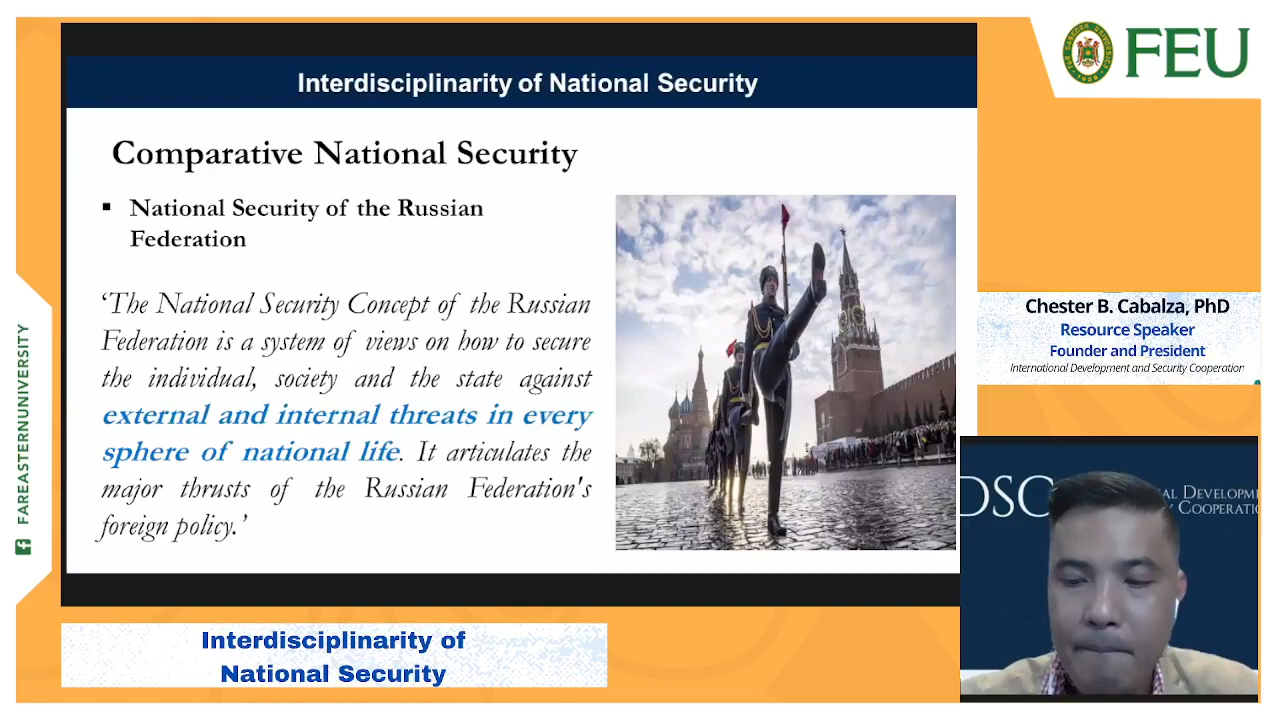 Interdisciplinarity of National Security
Comparative National Security
▪ National Security of the Russian
Federation
‘The National Security Concept of the Russian
Federation is a system of views on how to secure
the individual, society and the state against
external and internal threats in every
sphere of national life. It articulates the
major thrusts of the Russian Federation's
foreign policy.’
FEU
Chester B. Cabalza, PhD
Resource Speaker
Founder and President
International Development and Security Cooperation
DSC
AL DEVELOPM
COOPERATIO
FAREASTERNUNIVERSITY
Interdisciplinarity of
National Security